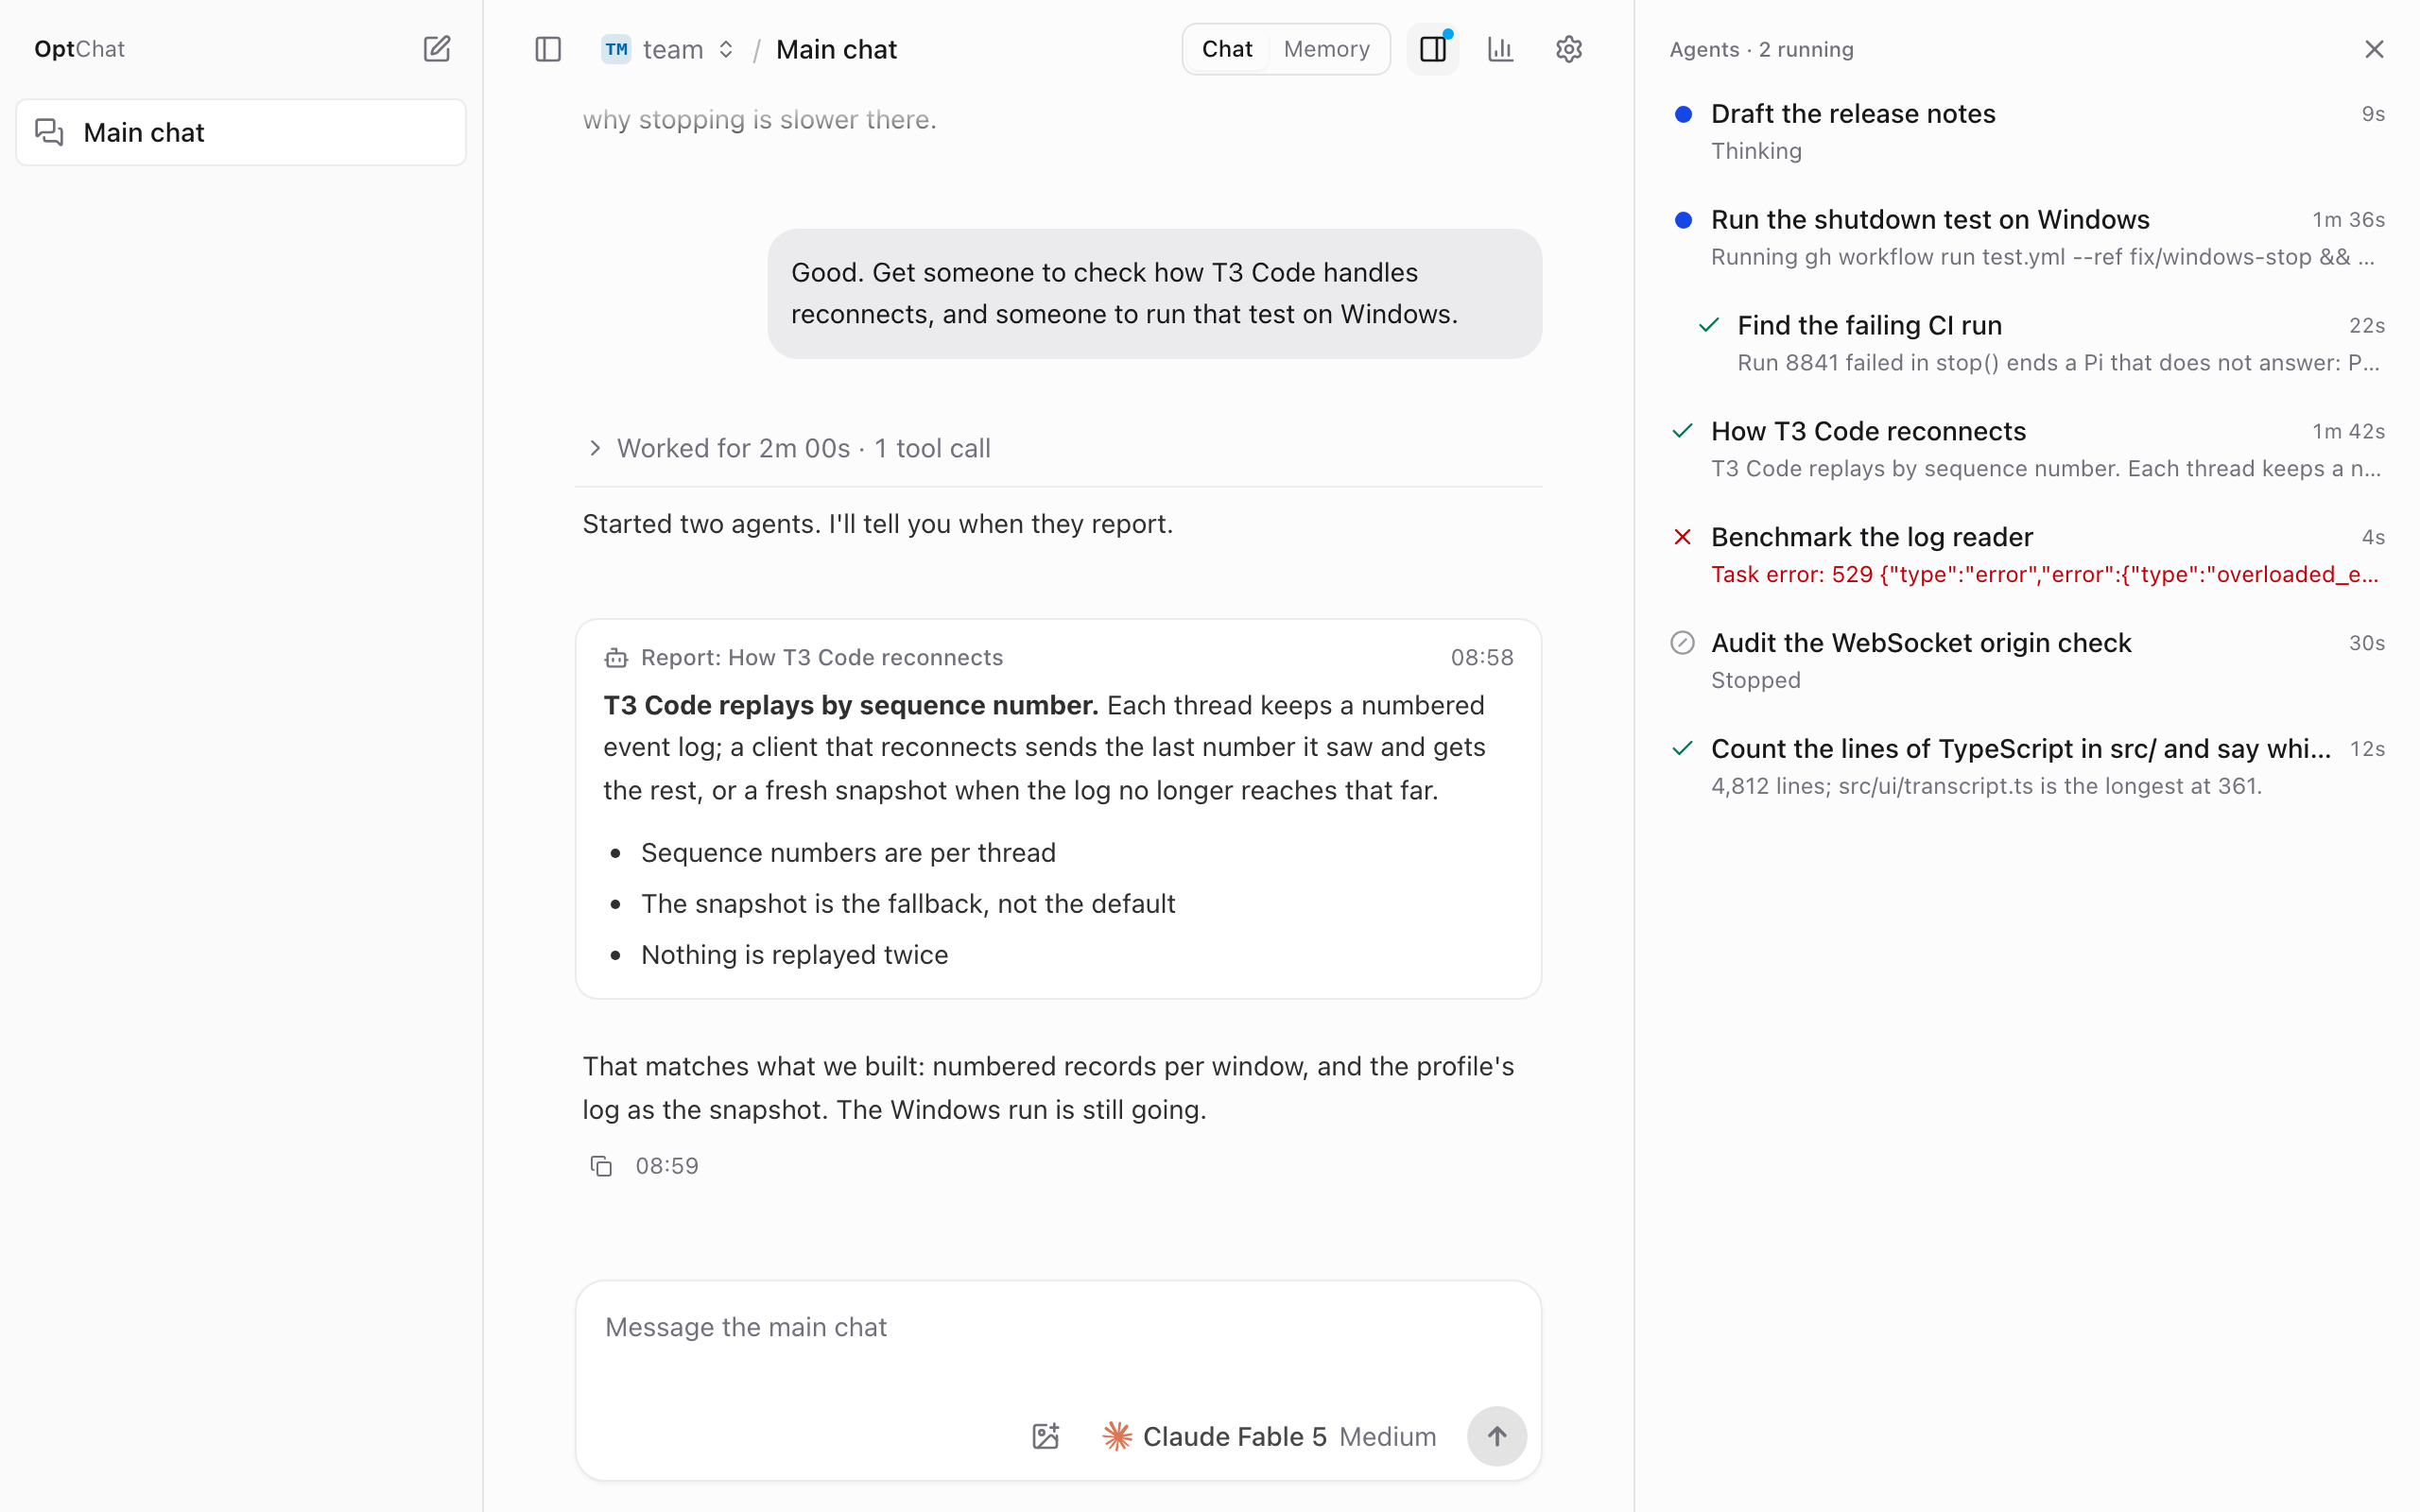 OptChat
Main chat
TM team / Main chat
Chat Memory
why stopping is slower there.
Good. Get someone to check how T3 Code handles
reconnects, and someone to run that test on Windows.
Worked for 2m 00s · 1 tool call
Started two agents. I'll tell you when they report.
Report: How T3 Code reconnects 08:58
T3 Code replays by sequence number. Each thread keeps a numbered
event log; a client that reconnects sends the last number it saw and gets
the rest, or a fresh snapshot when the log no longer reaches that far.
• Sequence numbers are per thread
• The snapshot is the fallback, not the default
• Nothing is replayed twice
That matches what we built: numbered records per window, and the profile's
log as the snapshot. The Windows run is still going.
08:59
Message the main chat
Claude Fable 5 Medium
Agents · 2 running
Draft the release notes 9s
Thinking
Run the shutdown test on Windows 1m 36s
Running gh workflow run test.yml --ref fix/windows-stop && ...
Find the failing CI run 22s
Run 8841 failed in stop() ends a Pi that does not answer: P...
How T3 Code reconnects 1m 42s
T3 Code replays by sequence number. Each thread keeps a n...
Benchmark the log reader 4s
Task error: 529 {"type":"error","error":{"type":"overloaded_e...
Audit the WebSocket origin check 30s
Stopped
Count the lines of TypeScript in src/ and say whi... 12s
4,812 lines; src/ui/transcript.ts is the longest at 361.